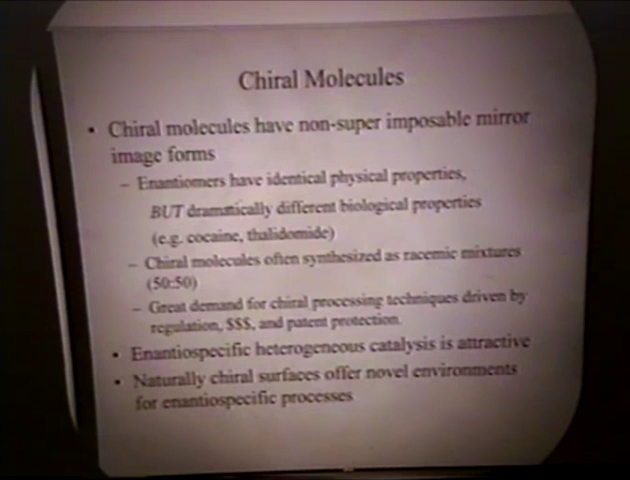 Chiral Molecules
• Chiral molecules have non-super imposable mirror
image forms
– Enantiomers have identical physical properties,
BUT dramatically different biological properties
(e.g. cocaine, thalidomide)
– Chiral molecules often synthesized as racemic mixtures
(50:50)
– Great demand for chiral processing techniques driven by
regulation, $$$, and patent protection.
• Enantiospecific heterogeneous catalysis is attractive
• Naturally chiral surfaces offer novel environments
for enantiospecific processes